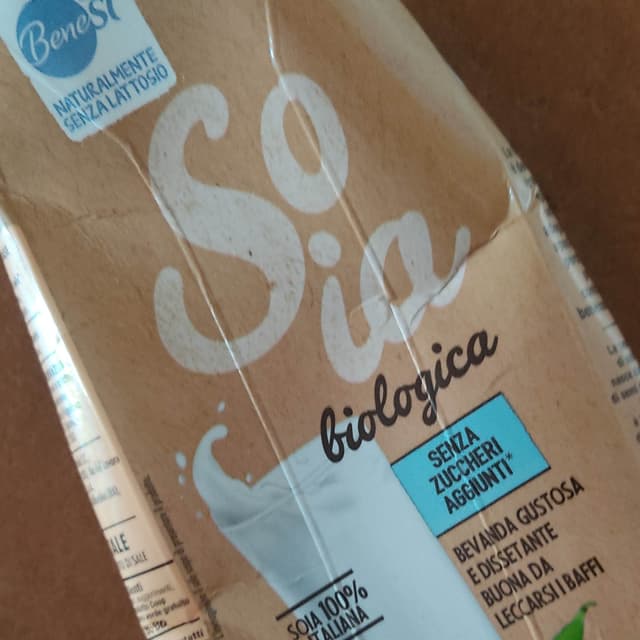 BeneSÌ
NATURALMENTE
SENZA LATTOSIO
So
ia
biologica
SENZA
ZUCCHERI
AGGIUNTI*
BEVANDA GUSTOSA
E DISSETANTE
BUONA DA
LECCARSI I BAFFI
SOIA 100%
ITALIANA